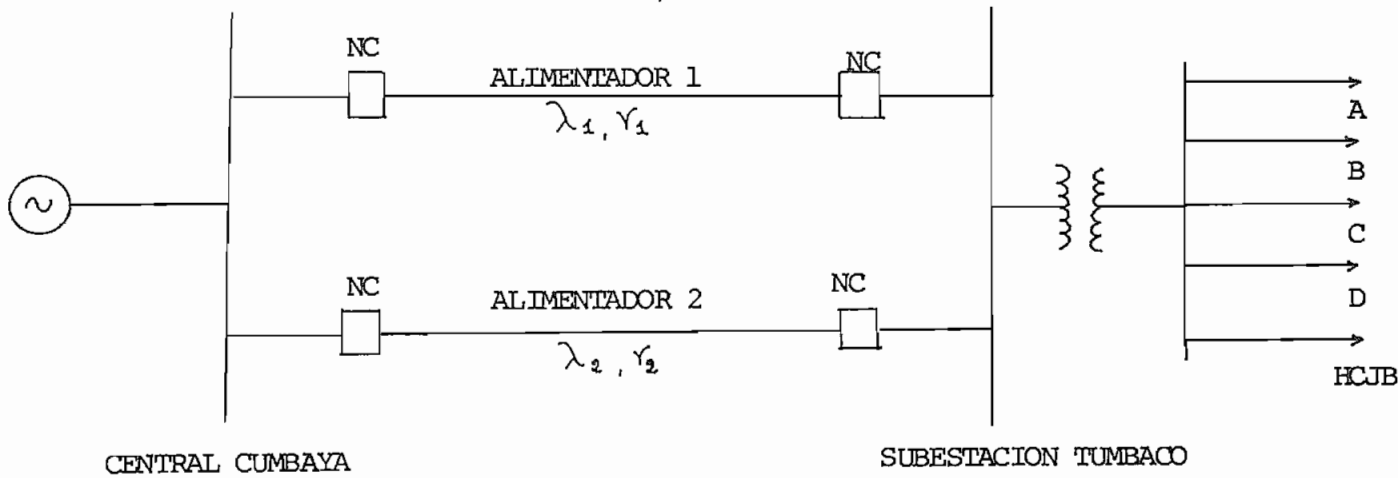 NC
ALIMENTADOR 1
NC
λ1, r1
A
B
C
D
HCJB
NC
ALIMENTADOR 2
NC
λ2, r2
CENTRAL CUMBAYA
SUBESTACION TUMBACO